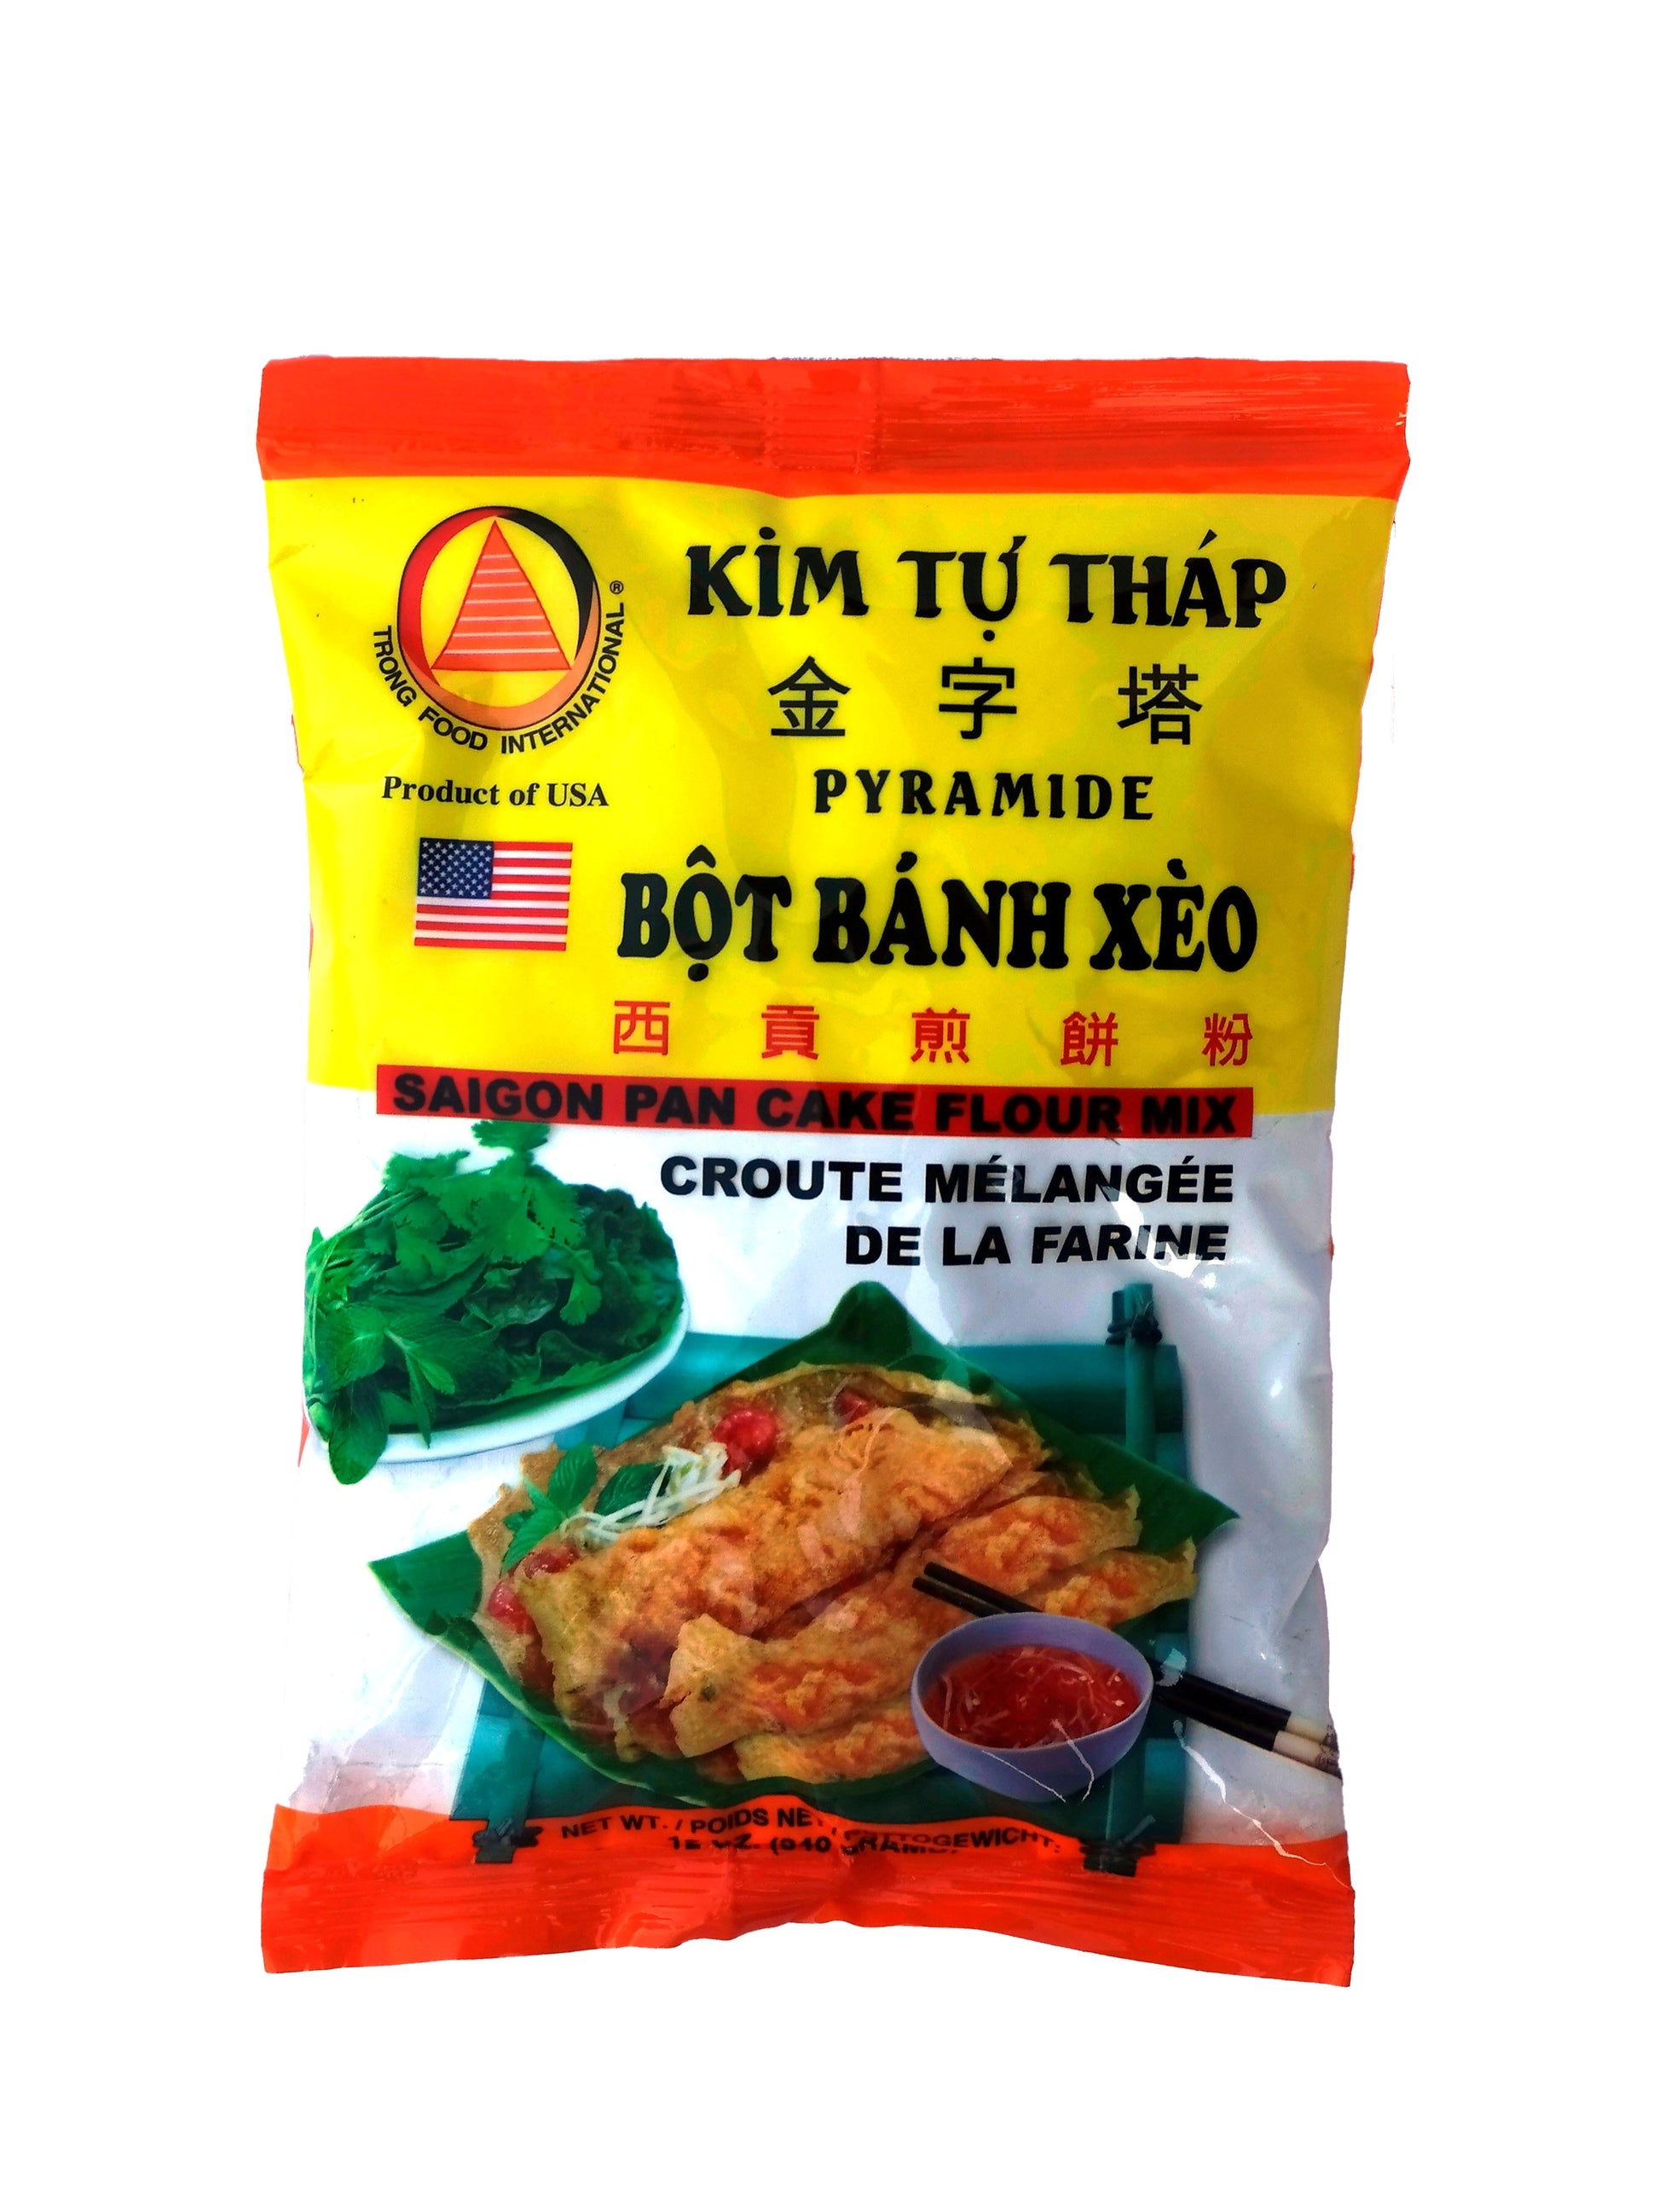 KİM TỰ THÁP
金字塔
PYRAMIDE
TRONG FOOD INTERNATIONAL®
Product of USA
BỘT BÁNH XÈO
西貢煎餅粉
SAIGON PAN CAKE FLOUR MIX
CROUTE MÉLANGÉE
DE LA FARINE
NET WT. / POIDS NET